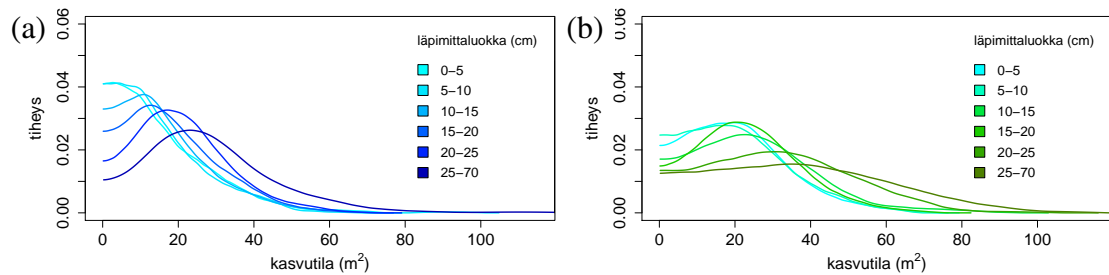 (a)
tiheys
0.00 0.02 0.04 0.06
läpimittaluokka (cm)
0−5
5−10
10−15
15−20
20−25
25−70
0 20 40 60 80 100
kasvutila (m²)
(b)
tiheys
0.00 0.02 0.04 0.06
läpimittaluokka (cm)
0−5
5−10
10−15
15−20
20−25
25−70
0 20 40 60 80 100
kasvutila (m²)